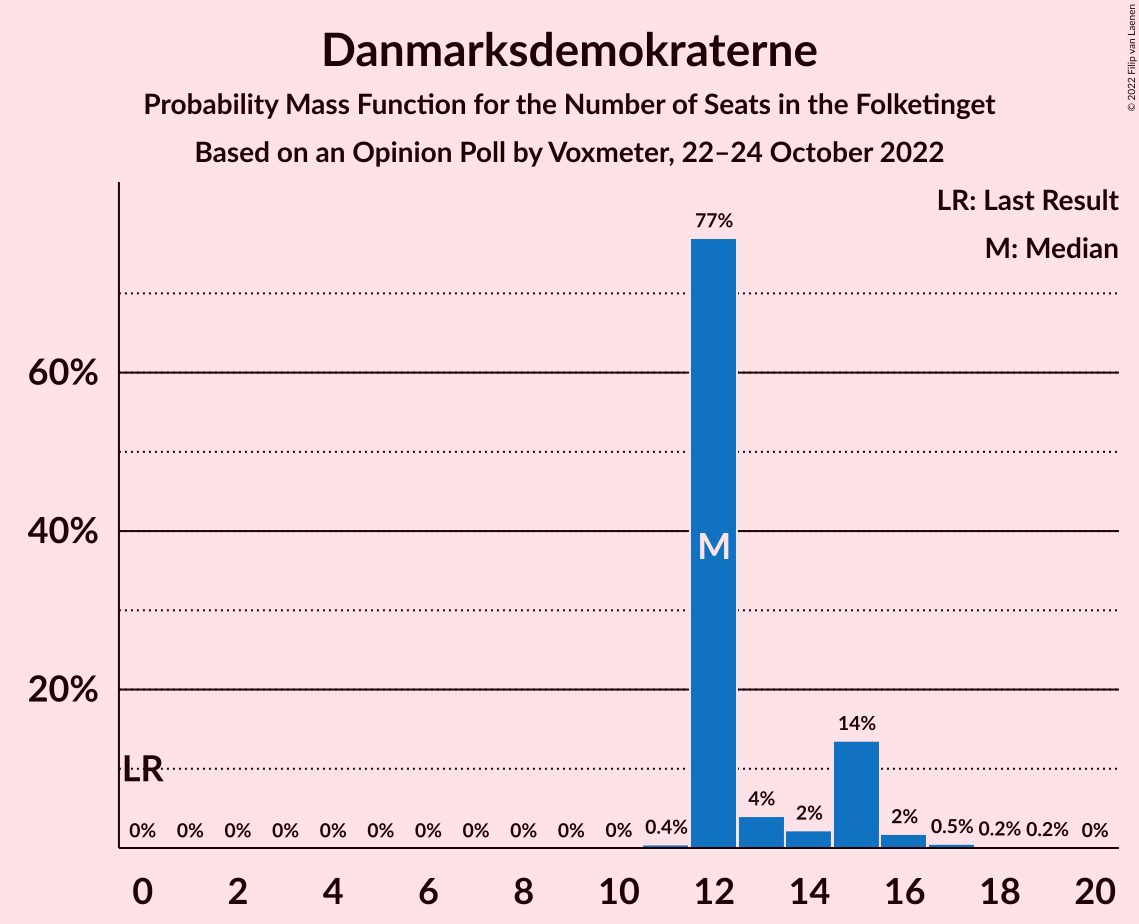 Danmarksdemokraterne
Probability Mass Function for the Number of Seats in the Folketinget
Based on an Opinion Poll by Voxmeter, 22–24 October 2022
© 2022 Filip van Laenen
LR: Last Result
M: Median
77%
60%
40%
M
20%
14%
LR
0% 0% 0% 0% 0% 0% 0% 0% 0% 0% 0% 0.4% 4% 2% 2% 0.5% 0.2% 0.2% 0%
0 2 4 6 8 10 12 14 16 18 20